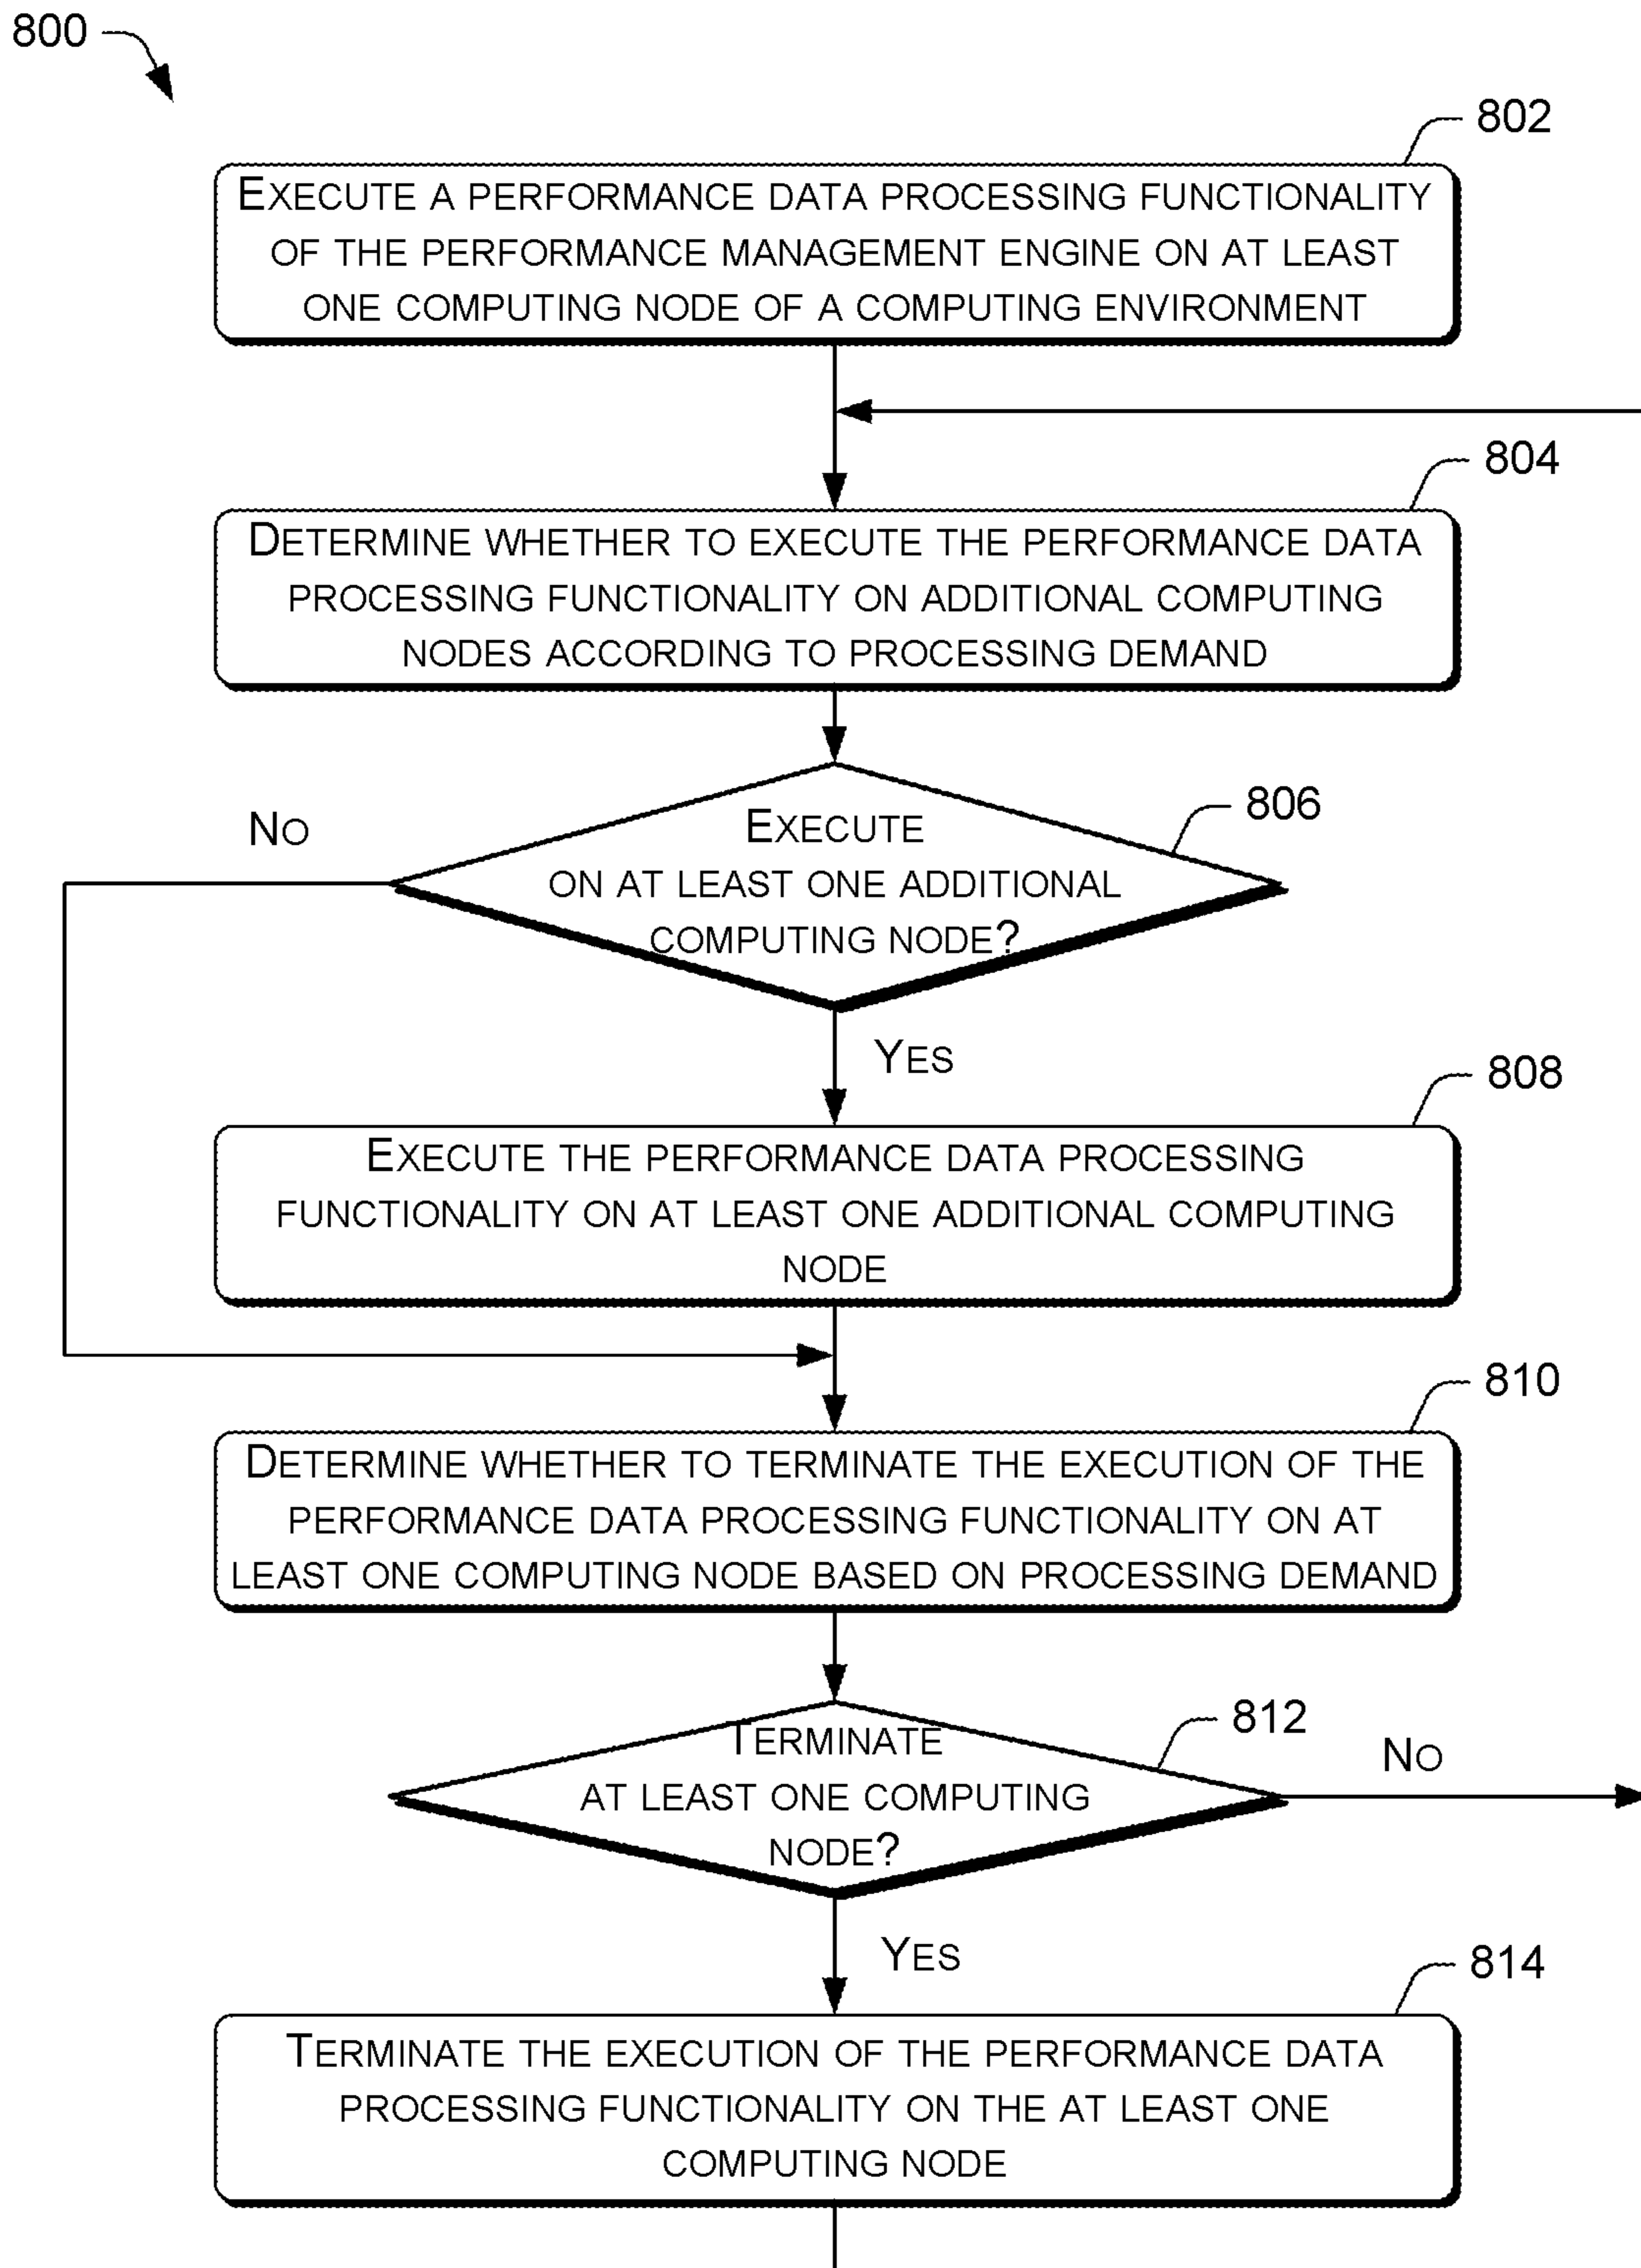 800
802
EXECUTE A PERFORMANCE DATA PROCESSING FUNCTIONALITY
OF THE PERFORMANCE MANAGEMENT ENGINE ON AT LEAST
ONE COMPUTING NODE OF A COMPUTING ENVIRONMENT
804
DETERMINE WHETHER TO EXECUTE THE PERFORMANCE DATA
PROCESSING FUNCTIONALITY ON ADDITIONAL COMPUTING
NODES ACCORDING TO PROCESSING DEMAND
806
NO
EXECUTE
ON AT LEAST ONE ADDITIONAL
COMPUTING NODE?
YES
808
EXECUTE THE PERFORMANCE DATA PROCESSING
FUNCTIONALITY ON AT LEAST ONE ADDITIONAL COMPUTING
NODE
810
DETERMINE WHETHER TO TERMINATE THE EXECUTION OF THE
PERFORMANCE DATA PROCESSING FUNCTIONALITY ON AT
LEAST ONE COMPUTING NODE BASED ON PROCESSING DEMAND
812
TERMINATE
AT LEAST ONE COMPUTING
NODE?
NO
YES
814
TERMINATE THE EXECUTION OF THE PERFORMANCE DATA
PROCESSING FUNCTIONALITY ON THE AT LEAST ONE
COMPUTING NODE